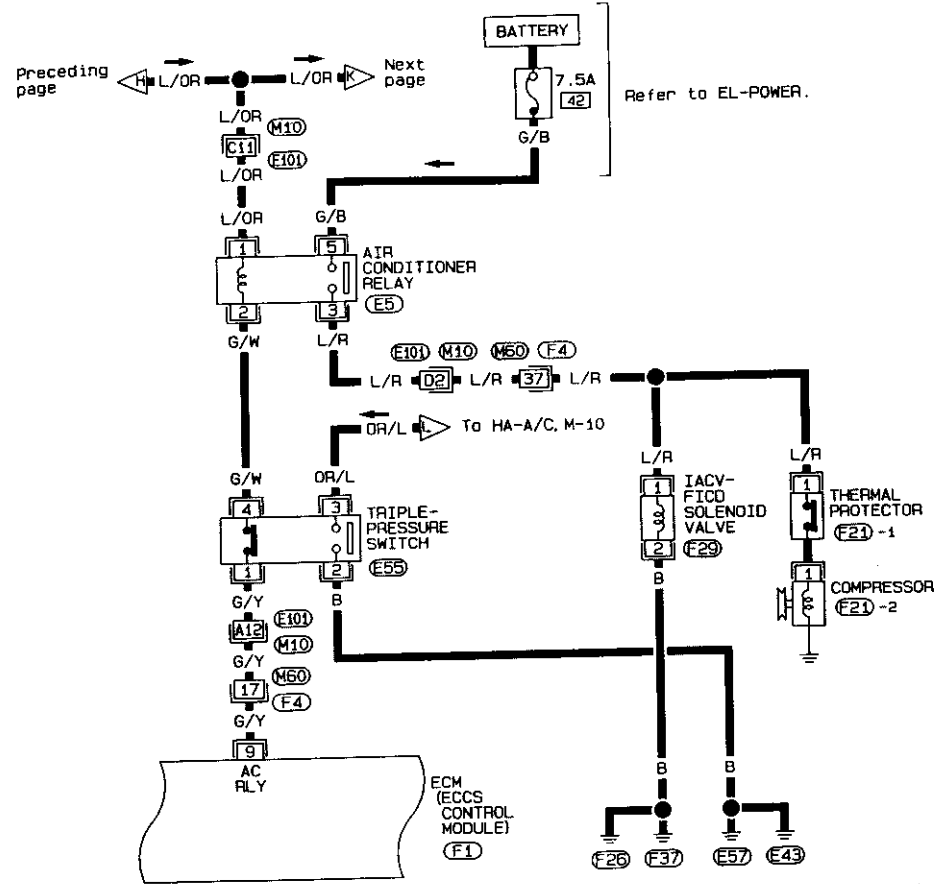 BATTERY
Preceding page
H
L/OR
L/OR
K
Next page
7.5A
42
Refer to EL-POWER.
L/OR
M10
C11
E101
L/OR
G/B
L/OR
G/B
1
5
AIR
CONDITIONER
RELAY
E5
2
3
G/W
L/R
E101
M10
M60
F4
L/R
D2
L/R
37
L/R
OR/L
L
To HA-A/C, M-10
G/W
OR/L
L/R
L/R
4
3
TRIPLE-
PRESSURE
SWITCH
E55
1
2
1
IACV-
FICD
SOLENOID
VALVE
F29
2
1
THERMAL
PROTECTOR
F21 -1
1
COMPRESSOR
F21 -2
G/Y
B
B
A12
E101
M10
G/Y
M60
17
F4
G/Y
9
AC
RLY
ECM
(ECCS
CONTROL
MODULE)
F1
B
B
F26
F37
E57
E43